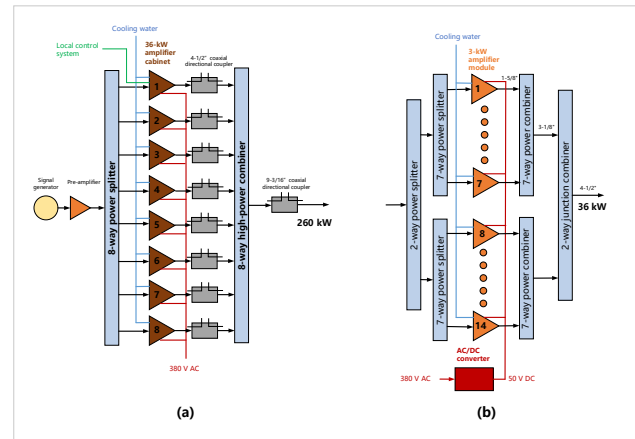 Cooling water
Local control
system
36-kW
amplifier
cabinet
4-1/2" coaxial
directional coupler
Signal
generator
Pre-amplifier
8-way power splitter
1
2
3
4
5
6
7
8
8-way high-power combiner
9-3/16" coaxial
directional coupler
260 kW
380 V AC
(a)
Cooling water
3-kW
amplifier
module
1-5/8"
2-way power splitter
7-way power splitter
7-way power splitter
1
7
8
14
7-way power combiner
7-way power combiner
3-1/8"
2-way junction combiner
4-1/2"
36 kW
AC/DC
converter
380 V AC
50 V DC
(b)